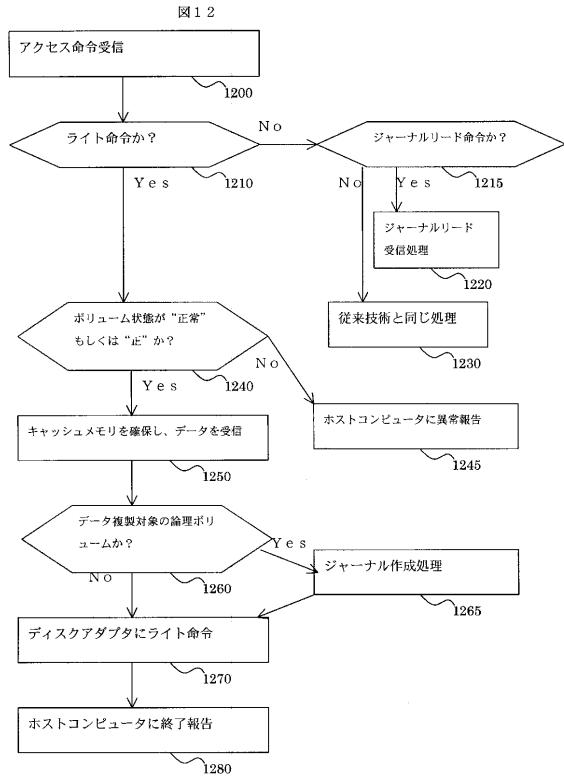 図１２
アクセス命令受信
1200
ライト命令か？
Ｎｏ
ジャーナルリード命令か？
Ｙｅｓ
1210
Ｎｏ
Ｙｅｓ
1215
ジャーナルリード
受信処理
1220
ボリューム状態が“正常”
もしくは“正”か？
従来技術と同じ処理
1230
Ｎｏ
Ｙｅｓ
1240
ホストコンピュータに異常報告
1245
キャッシュメモリを確保し、データを受信
1250
データ複製対象の論理ボリ
ュームか？
Ｙｅｓ
Ｎｏ
1260
ジャーナル作成処理
1265
ディスクアダプタにライト命令
1270
ホストコンピュータに終了報告
1280